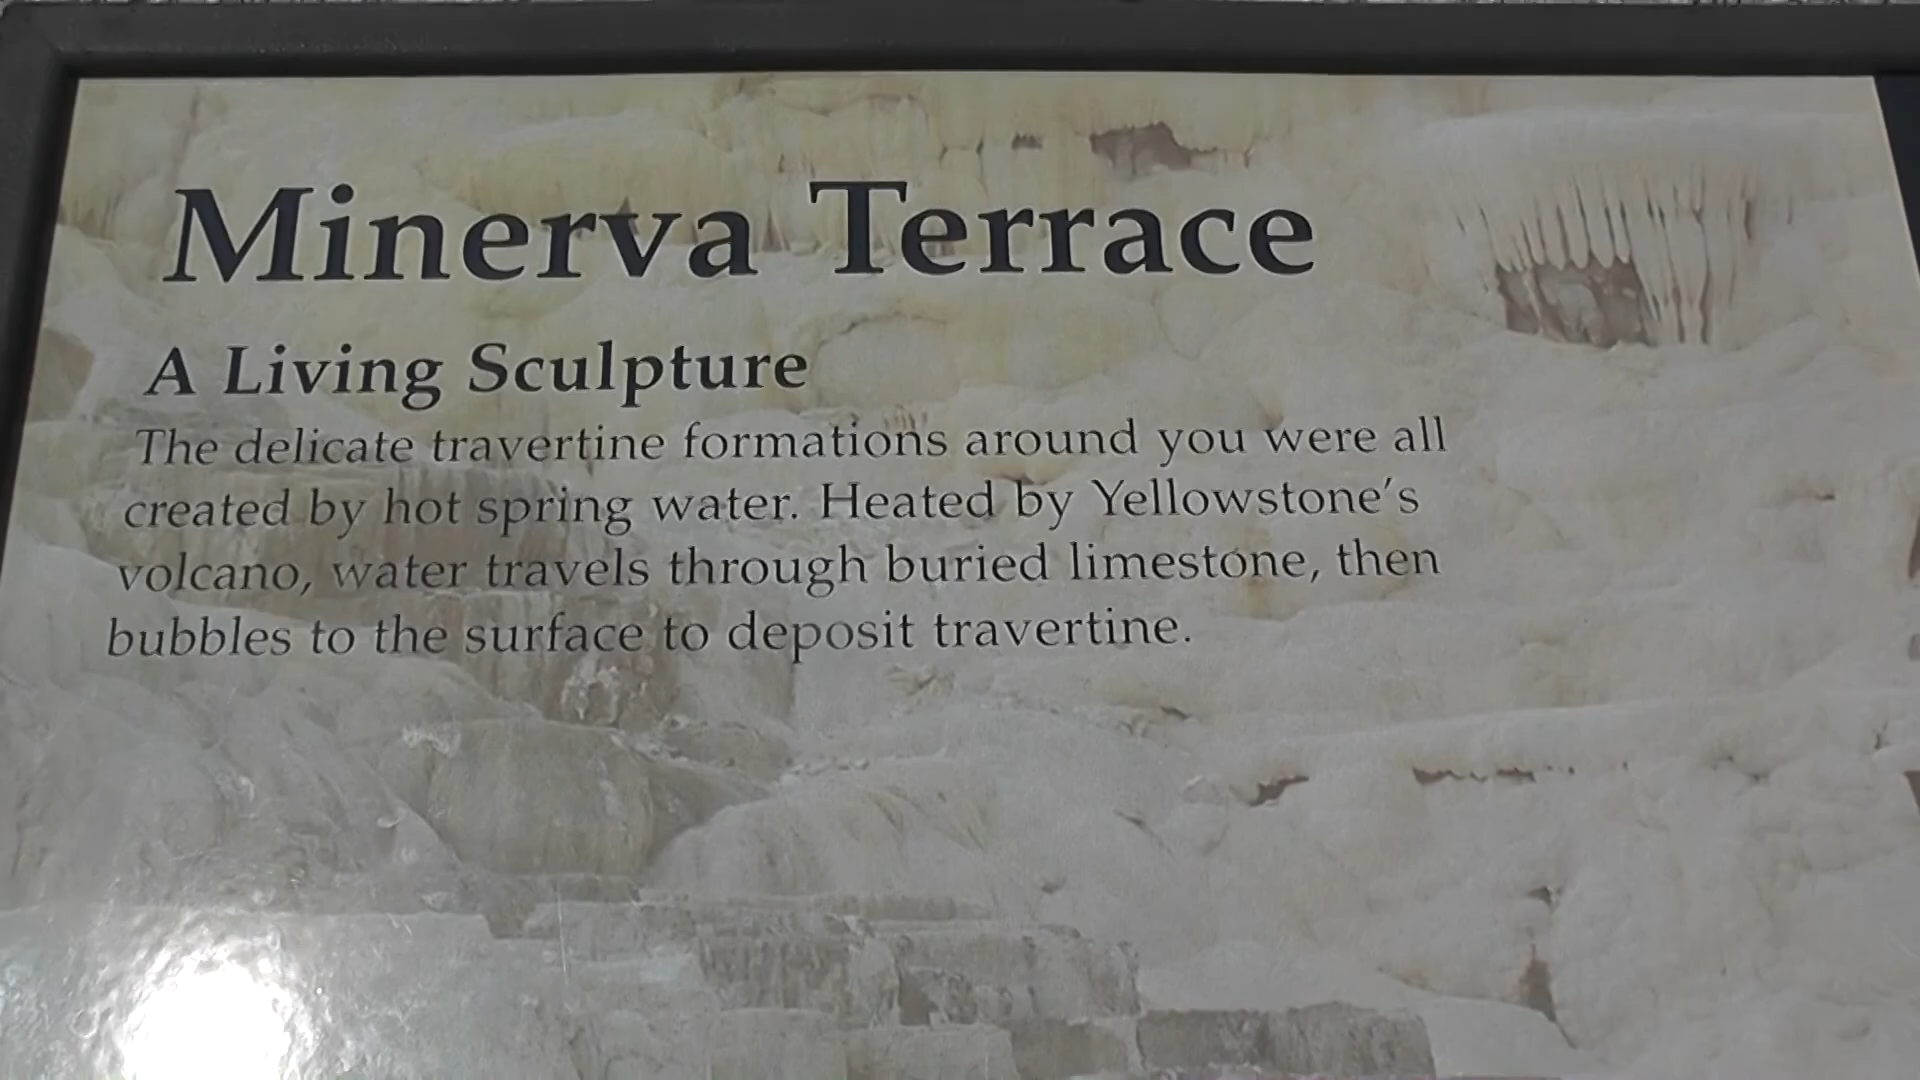 Minerva Terrace
A Living Sculpture
The delicate travertine formations around you were all
created by hot spring water. Heated by Yellowstone's
volcano, water travels through buried limestone, then
bubbles to the surface to deposit travertine.